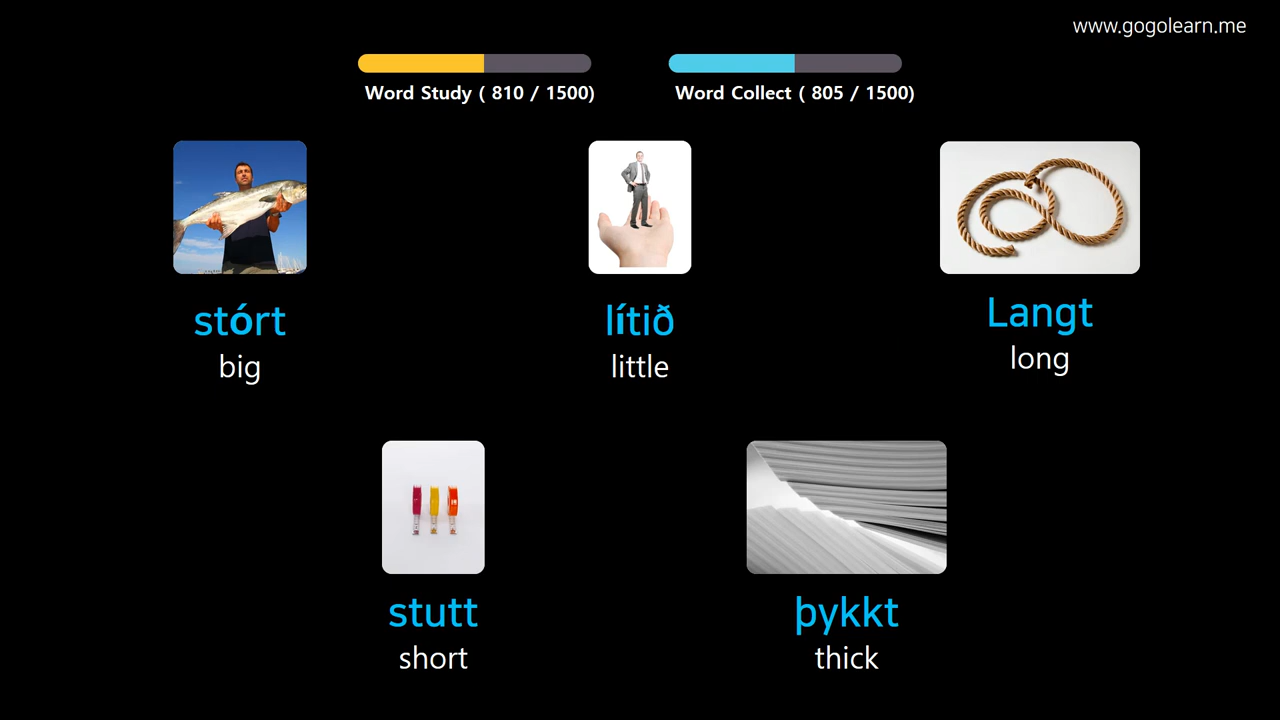 www.gogolearn.me
Word Study ( 810 / 1500)
Word Collect ( 805 / 1500)
stórt
big
lítið
little
Langt
long
stutt
short
þykkt
thick